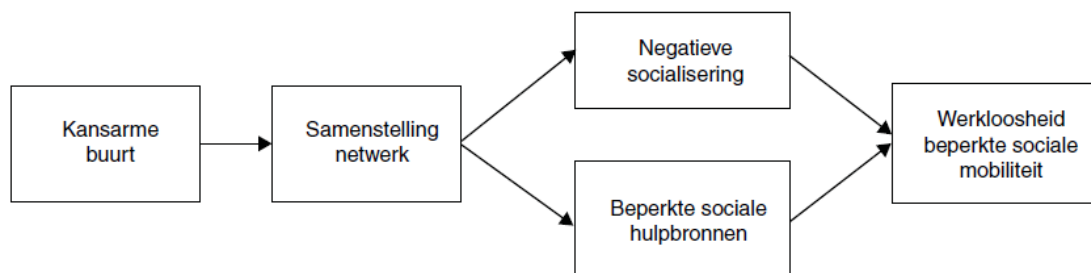 Kansarme
buurt
Samenstelling
netwerk
Negatieve
socialisering
Beperkte sociale
hulpbronnen
Werkloosheid
beperkte sociale
mobiliteit